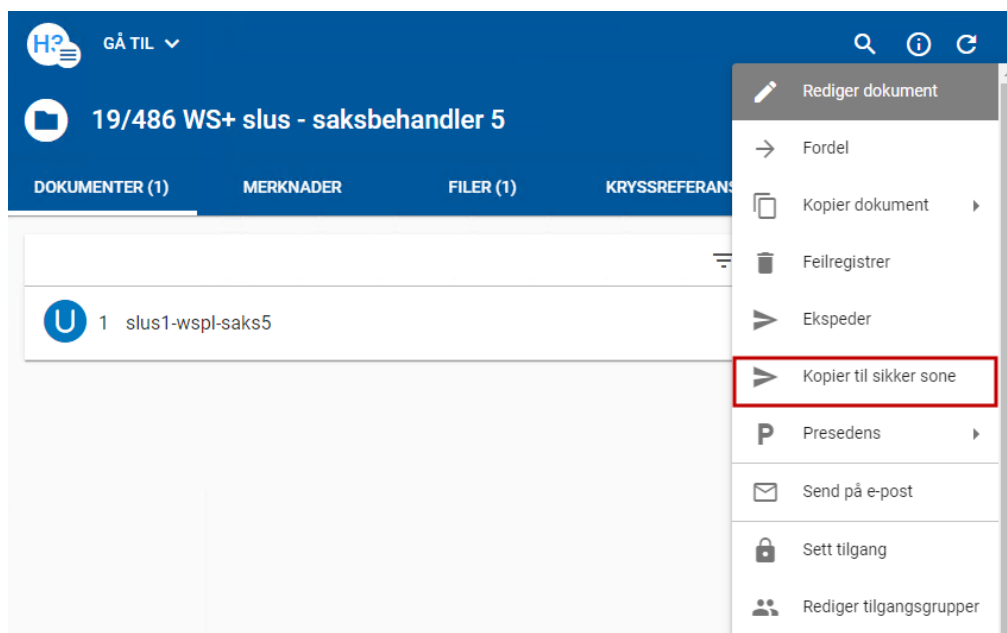 H3 GÅ TIL
19/486 WS+ slus - saksbehandler 5
DOKUMENTER (1) MERKNADER FILER (1) KRYSSREFERANS
U 1 slus1-wspl-saks5
Rediger dokument
Fordel
Kopier dokument
Feilregistrer
Ekspeder
Kopier til sikker sone
P Presedens
Send på e-post
Sett tilgang
Rediger tilgangsgrupper